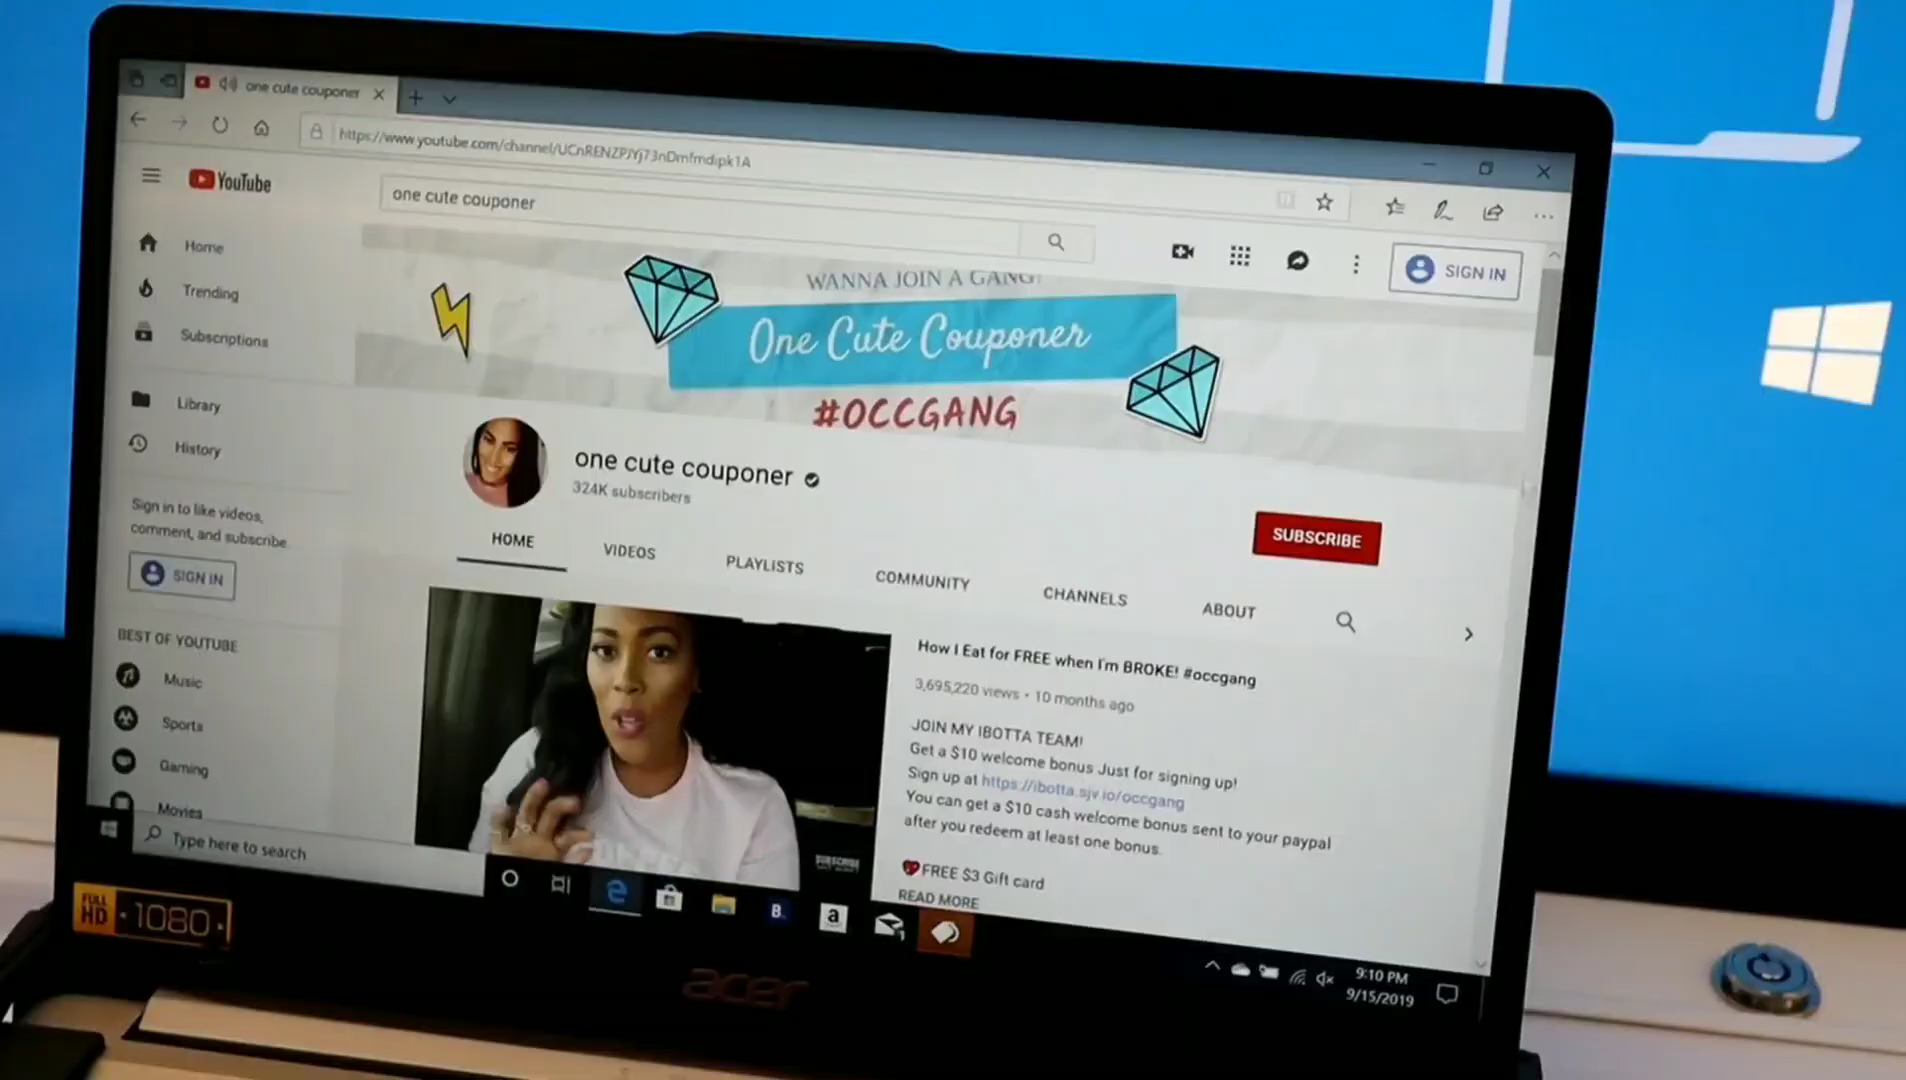 one cute couponer
https://www.youtube.com/channel/UCnRENZPJYj73nDmfmdipk1A
YouTube
one cute couponer
SIGN IN
Home
Trending
Subscriptions
Library
History
Sign in to like videos,
comment, and subscribe.
SIGN IN
BEST OF YOUTUBE
Music
Sports
Gaming
Movies
WANNA JOIN A GANG?
One Cute Couponer
#OCCGANG
one cute couponer
324K subscribers
SUBSCRIBE
HOME
VIDEOS
PLAYLISTS
COMMUNITY
CHANNELS
ABOUT
How I Eat for FREE when I'm BROKE! #occgang
3,695,220 views • 10 months ago
JOIN MY IBOTTA TEAM!
Get a $10 welcome bonus Just for signing up!
Sign up at https://ibotta.sjv.io/occgang
You can get a $10 cash welcome bonus sent to your paypal
after you redeem at least one bonus.
FREE $3 Gift card
READ MORE
SUBSCRIBE
Type here to search
B.
a
9:10 PM
9/15/2019
FULL
HD
1080
acer